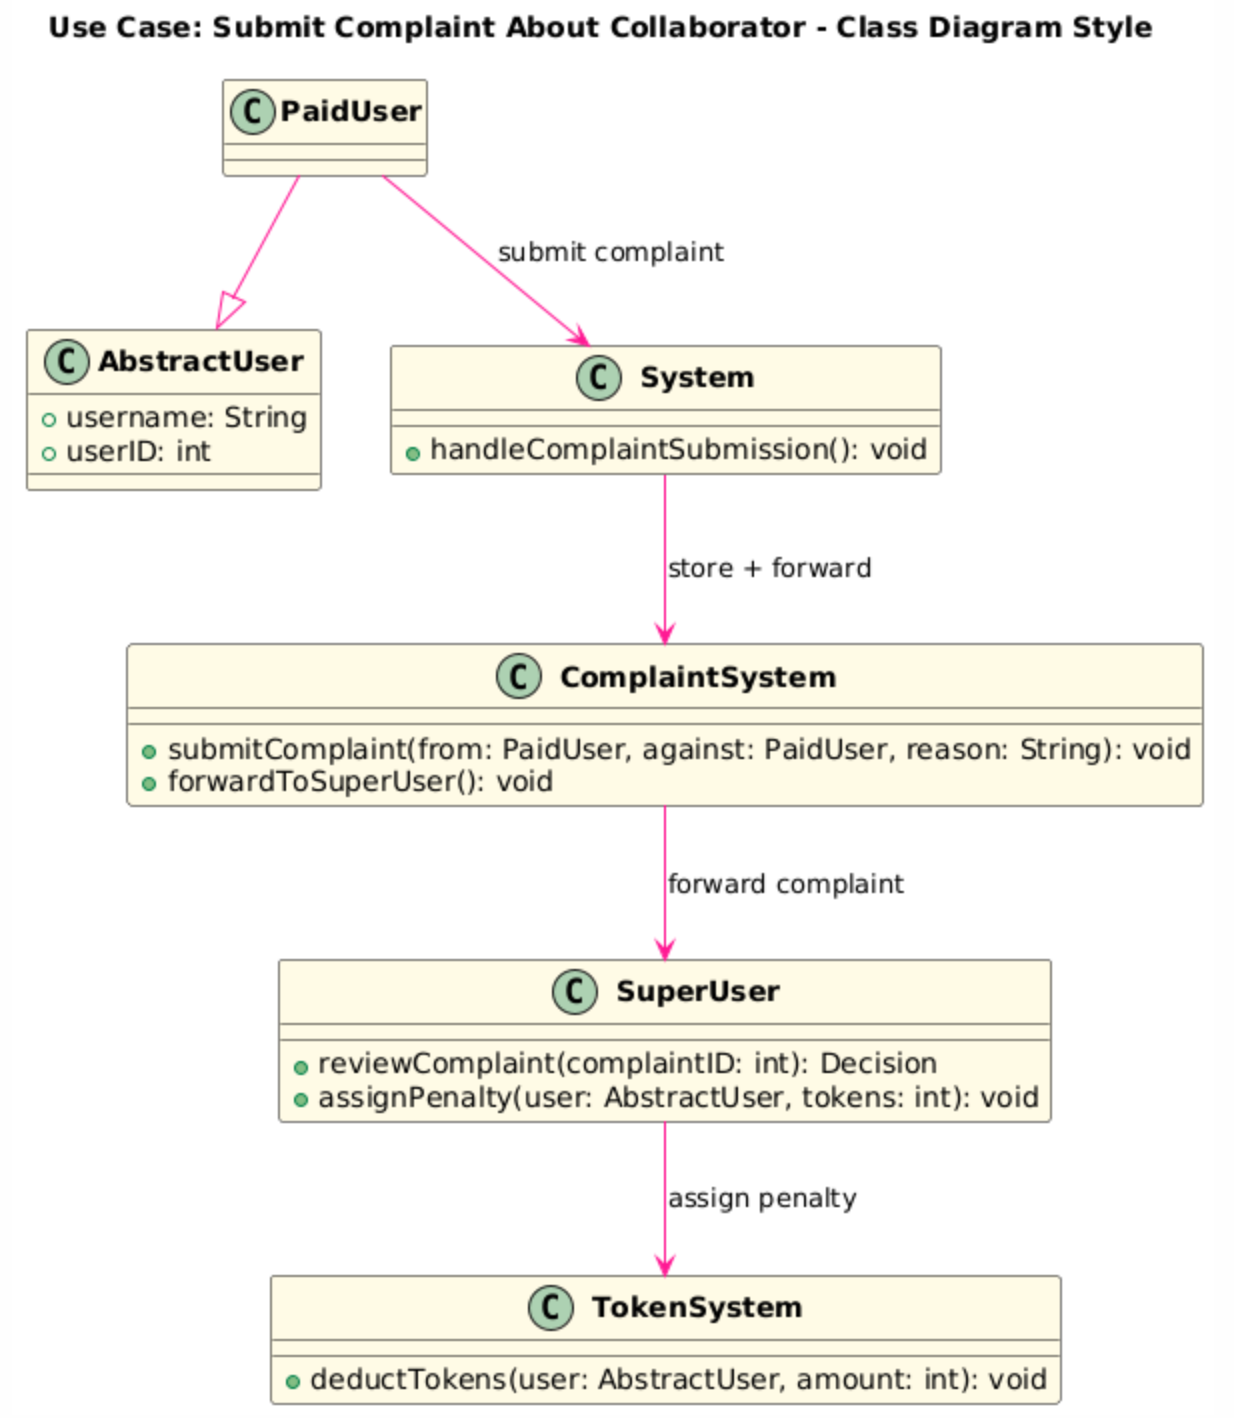 Use Case: Submit Complaint About Collaborator - Class Diagram Style
C PaidUser
submit complaint
C AbstractUser
username: String
userID: int
C System
handleComplaintSubmission(): void
store + forward
C ComplaintSystem
submitComplaint(from: PaidUser, against: PaidUser, reason: String): void
forwardToSuperUser(): void
forward complaint
C SuperUser
reviewComplaint(complaintID: int): Decision
assignPenalty(user: AbstractUser, tokens: int): void
assign penalty
C TokenSystem
deductTokens(user: AbstractUser, amount: int): void